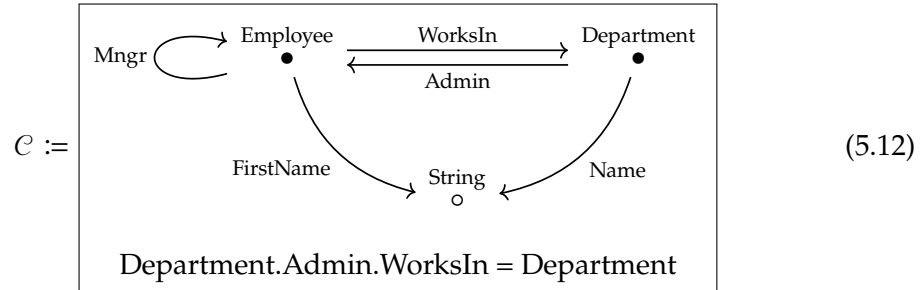 Employee WorksIn Department
Mngr
Admin
𝒞 := (5.12)
FirstName String Name
Department.Admin.WorksIn = Department